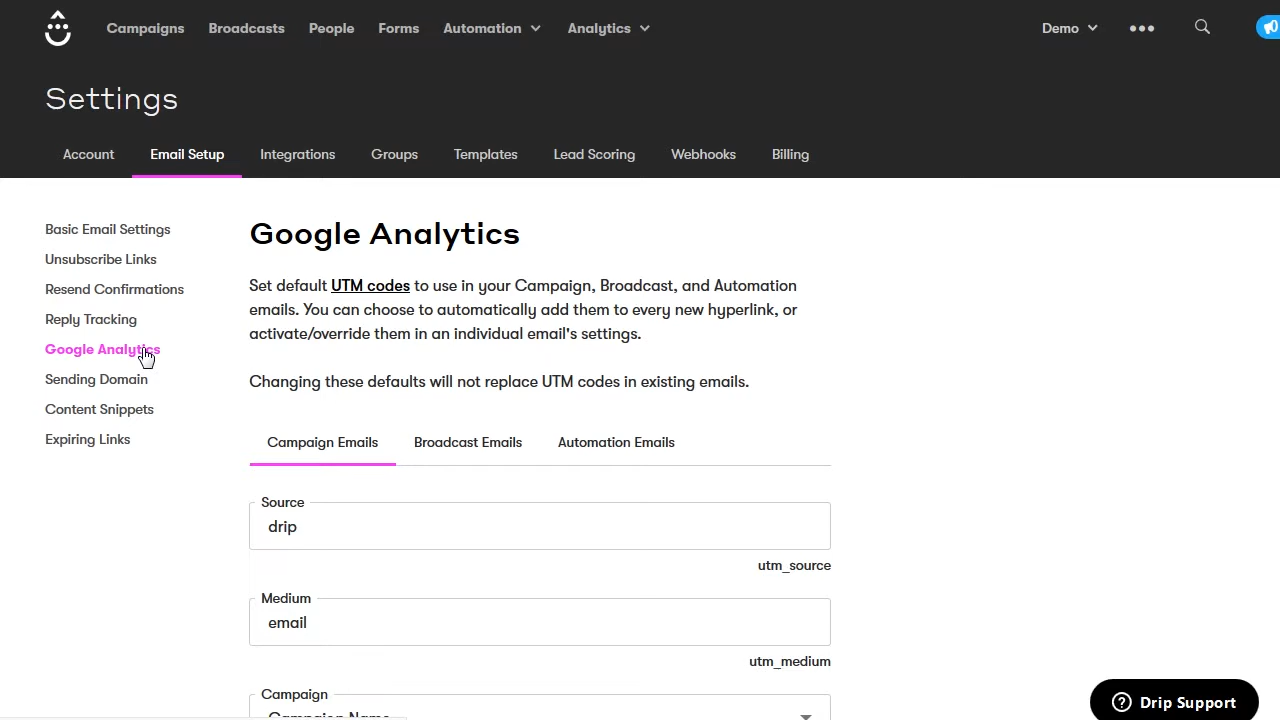 Campaigns Broadcasts People Forms Automation Analytics Demo
Settings
Account Email Setup Integrations Groups Templates Lead Scoring Webhooks Billing
Basic Email Settings
Unsubscribe Links
Resend Confirmations
Reply Tracking
Google Analytics
Sending Domain
Content Snippets
Expiring Links
Google Analytics
Set default UTM codes to use in your Campaign, Broadcast, and Automation
emails. You can choose to automatically add them to every new hyperlink, or
activate/override them in an individual email's settings.
Changing these defaults will not replace UTM codes in existing emails.
Campaign Emails Broadcast Emails Automation Emails
Source
drip
utm_source
Medium
email
utm_medium
Campaign
Campaign Name
Drip Support